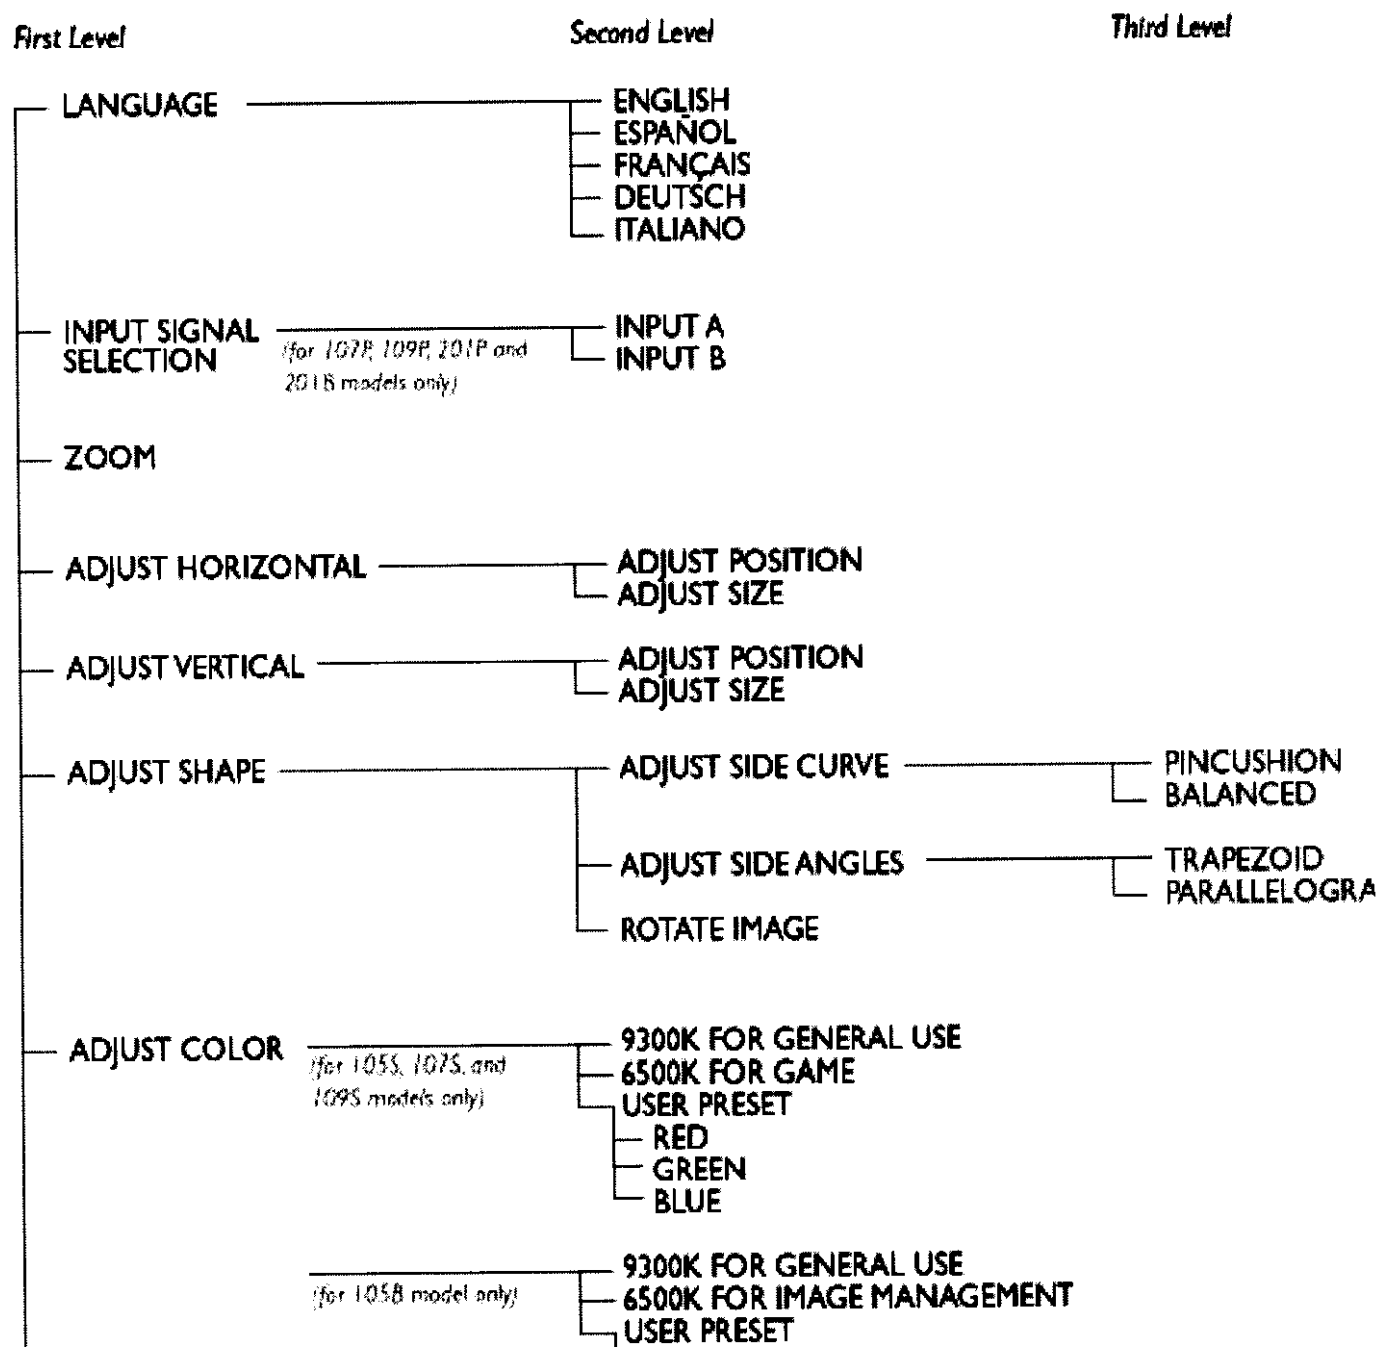 First Level
Second Level
Third Level
LANGUAGE
ENGLISH
ESPAÑOL
FRANÇAIS
DEUTSCH
ITALIANO
INPUT SIGNAL
SELECTION
(for 107P, 109P, 201P and
201B models only)
INPUT A
INPUT B
ZOOM
ADJUST HORIZONTAL
ADJUST POSITION
ADJUST SIZE
ADJUST VERTICAL
ADJUST POSITION
ADJUST SIZE
ADJUST SHAPE
ADJUST SIDE CURVE
PINCUSHION
BALANCED
ADJUST SIDE ANGLES
TRAPEZOID
PARALLELOGRA
ROTATE IMAGE
ADJUST COLOR
(for 105S, 107S, and
109S models only)
9300K FOR GENERAL USE
6500K FOR GAME
USER PRESET
RED
GREEN
BLUE
(for 105B model only)
9300K FOR GENERAL USE
6500K FOR IMAGE MANAGEMENT
USER PRESET